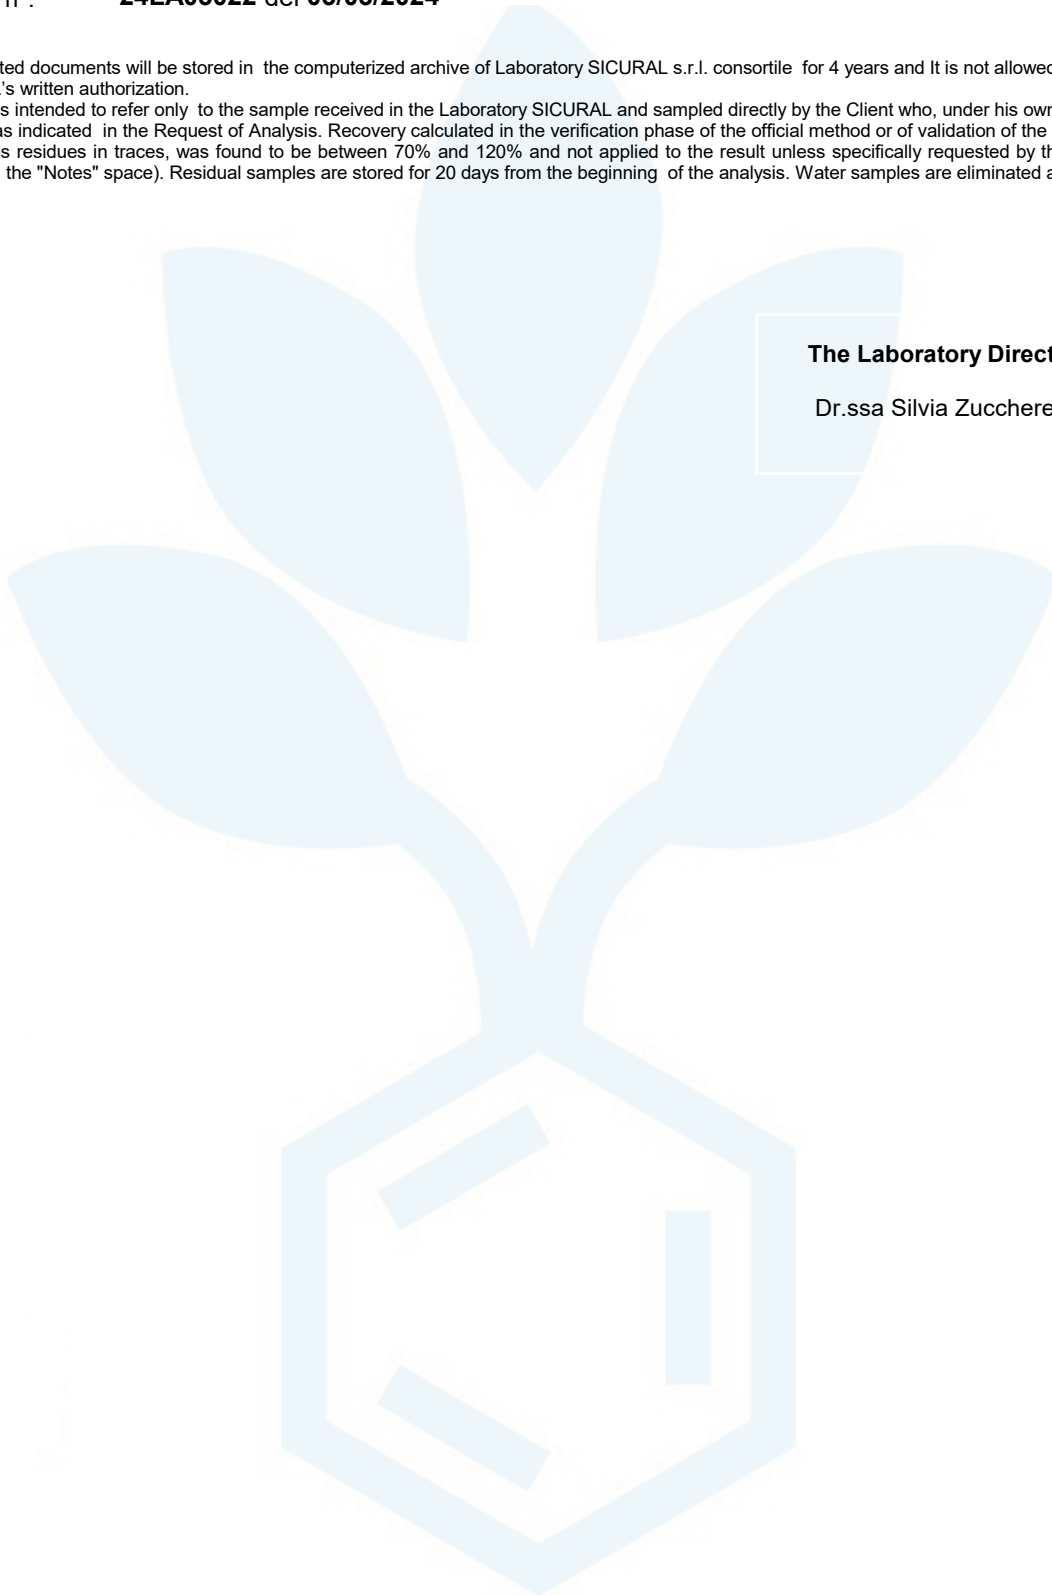 ted documents will be stored in the computerized archive of Laboratory SICURAL s.r.l. consortile for 4 years and It is not allowed
.'s written authorization.
s intended to refer only to the sample received in the Laboratory SICURAL and sampled directly by the Client who, under his own
as indicated in the Request of Analysis. Recovery calculated in the verification phase of the official method or of validation of the
es residues in traces, was found to be between 70% and 120% and not applied to the result unless specifically requested by th
the "Notes" space). Residual samples are stored for 20 days from the beginning of the analysis. Water samples are eliminated a
The Laboratory Direct
Dr.ssa Silvia Zucchere